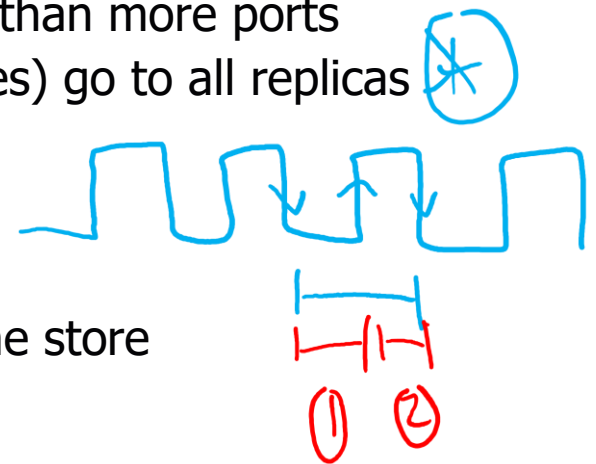 than more ports
es) go to all replicas *
e store
1 2